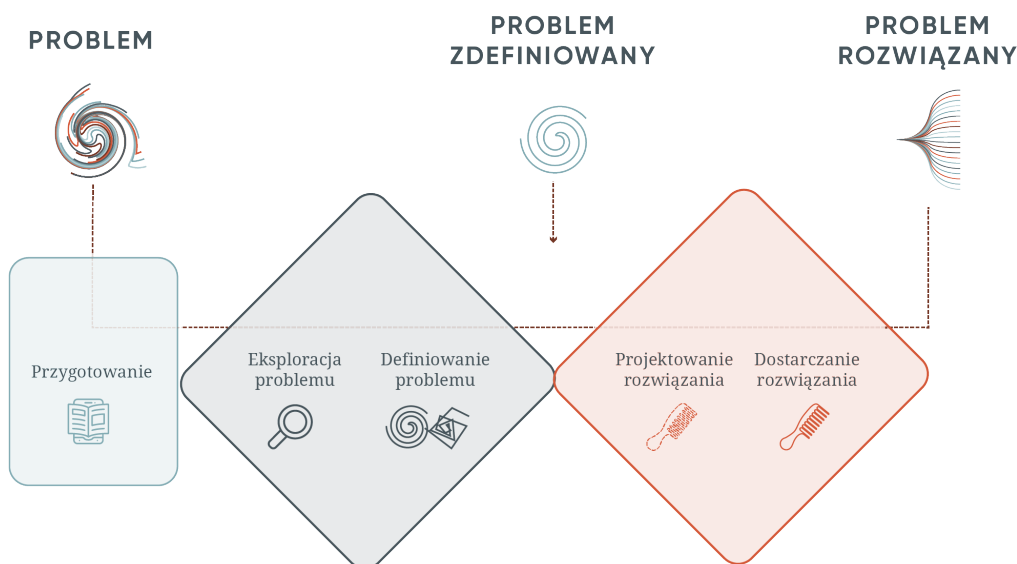 PROBLEM
PROBLEM
ZDEFINIOWANY
PROBLEM
ROZWIĄZANY
Przygotowanie
Eksploracja
problemu
Definiowanie
problemu
Projektowanie
rozwiązania
Dostarczanie
rozwiązania